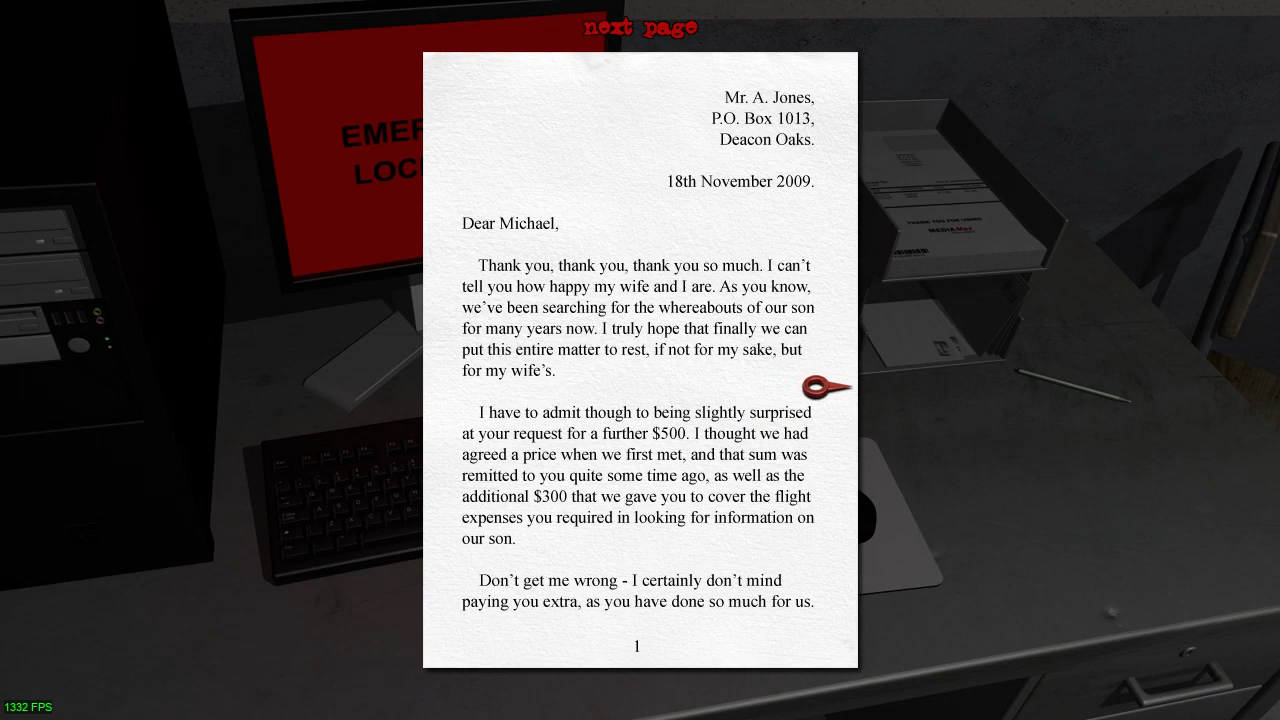 next page
EMER
LOC
Mr. A. Jones,
P.O. Box 1013,
Deacon Oaks.
18th November 2009.
Dear Michael,
Thank you, thank you, thank you so much. I can't
tell you how happy my wife and I are. As you know,
we've been searching for the whereabouts of our son
for many years now. I truly hope that finally we can
put this entire matter to rest, if not for my sake, but
for my wife's.
I have to admit though to being slightly surprised
at your request for a further $500. I thought we had
agreed a price when we first met, and that sum was
remitted to you quite some time ago, as well as the
additional $300 that we gave you to cover the flight
expenses you required in looking for information on
our son.
Don't get me wrong - I certainly don't mind
paying you extra, as you have done so much for us.
1
THANK YOU FOR USING
MEDIAMax
1332 FPS